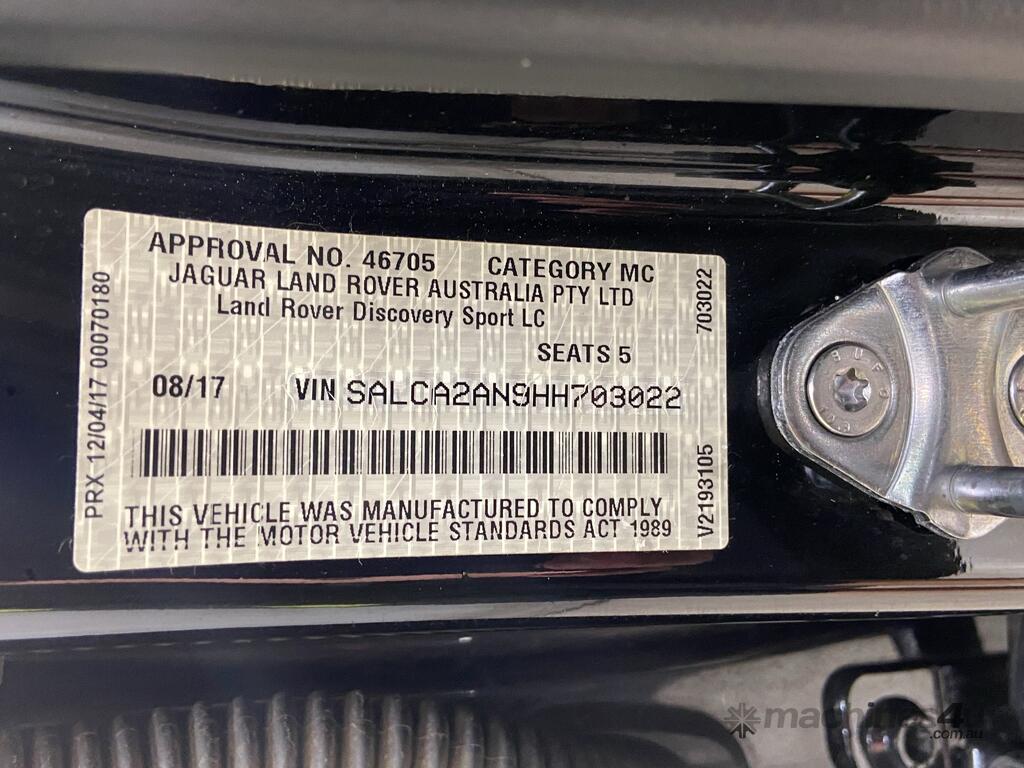 APPROVAL NO. 46705 CATEGORY MC
JAGUAR LAND ROVER AUSTRALIA PTY LTD
Land Rover Discovery Sport LC
SEATS 5
08/17 VIN SALCA2AN9HH703022
THIS VEHICLE WAS MANUFACTURED TO COMPLY
WITH THE MOTOR VEHICLE STANDARDS ACT 1989
PRX 12/04/17 00070180
703022
V2193105
machines4u
.com.au